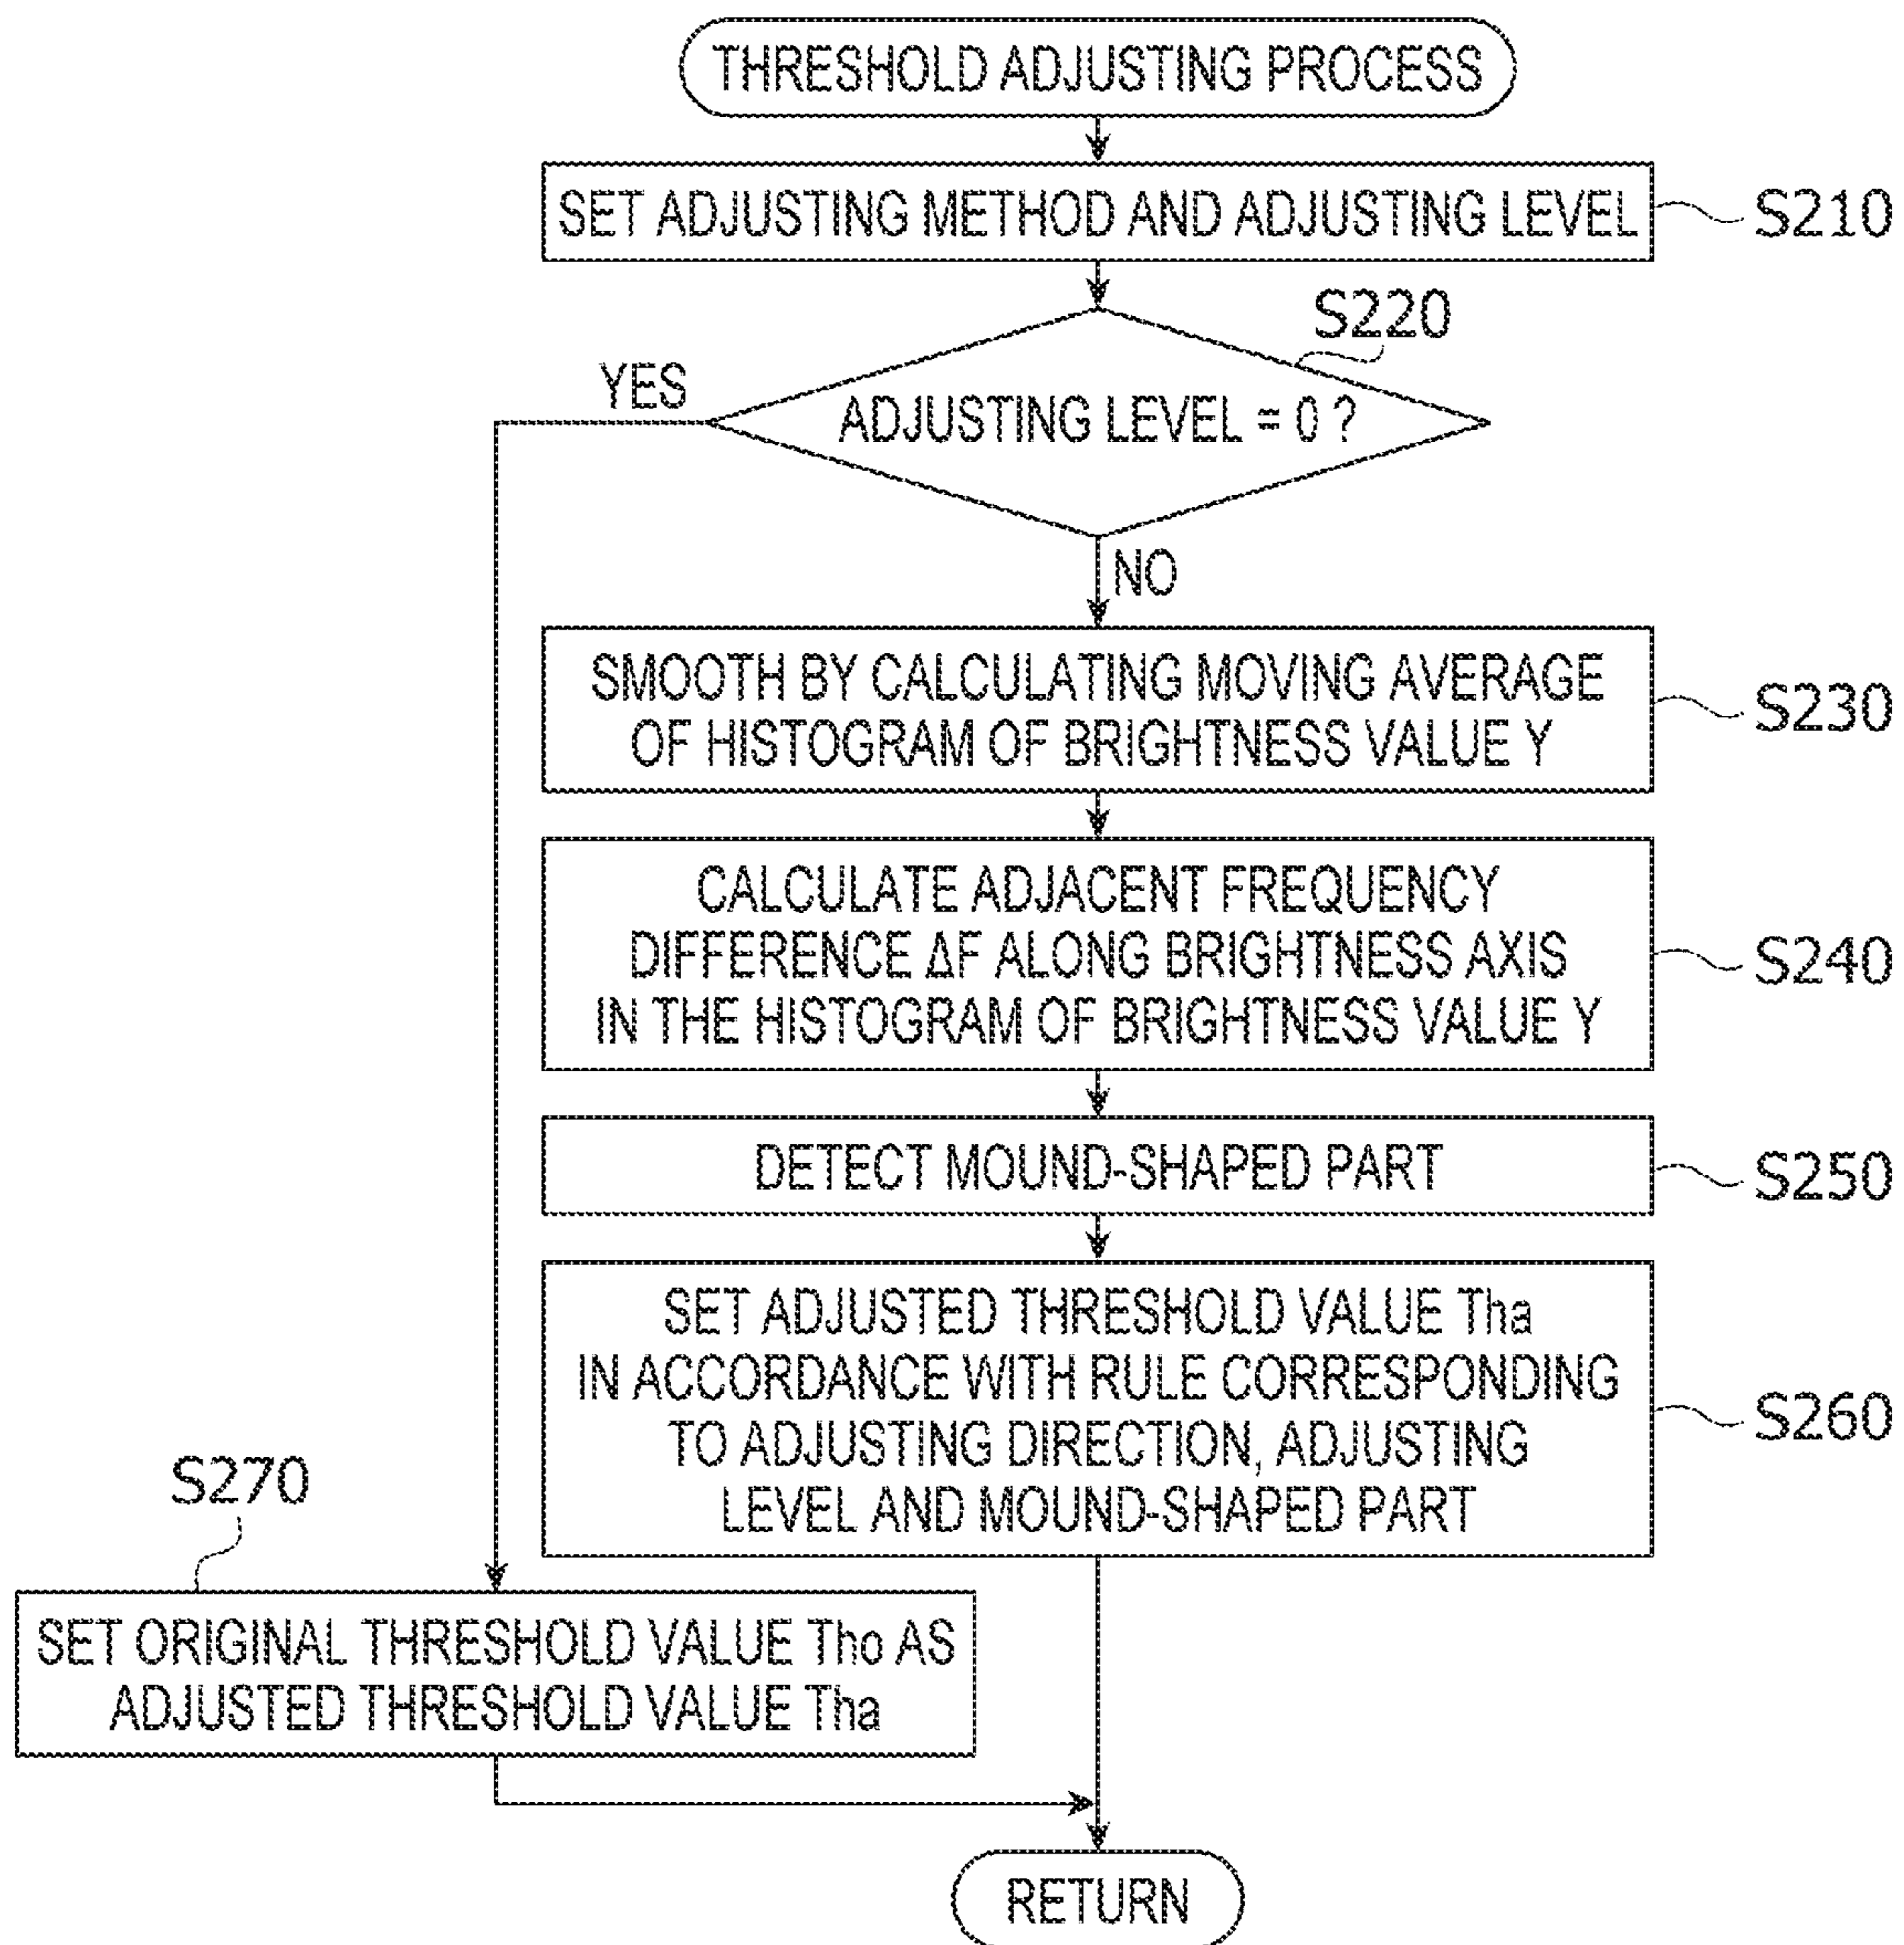 THRESHOLD ADJUSTING PROCESS
SET ADJUSTING METHOD AND ADJUSTING LEVEL
S210
S220
YES
ADJUSTING LEVEL = 0 ?
NO
SMOOTH BY CALCULATING MOVING AVERAGE
OF HISTOGRAM OF BRIGHTNESS VALUE Y
S230
CALCULATE ADJACENT FREQUENCY
DIFFERENCE ΔF ALONG BRIGHTNESS AXIS
IN THE HISTOGRAM OF BRIGHTNESS VALUE Y
S240
DETECT MOUND-SHAPED PART
S250
SET ADJUSTED THRESHOLD VALUE Tha
IN ACCORDANCE WITH RULE CORRESPONDING
TO ADJUSTING DIRECTION, ADJUSTING
LEVEL AND MOUND-SHAPED PART
S260
S270
SET ORIGINAL THRESHOLD VALUE Tho AS
ADJUSTED THRESHOLD VALUE Tha
RETURN